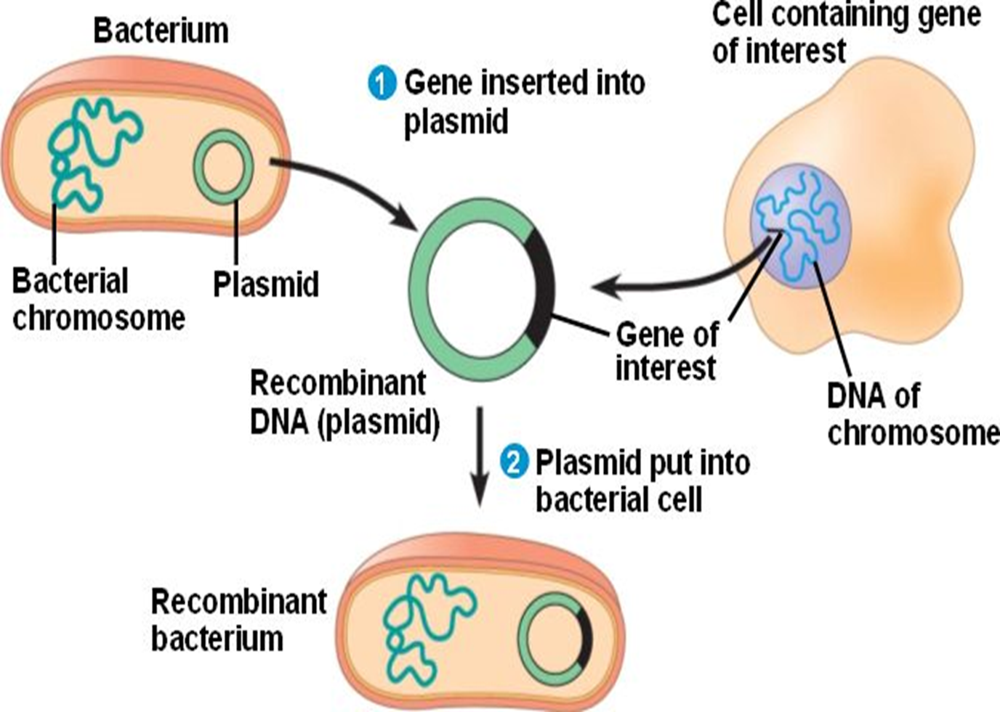 Bacterium
Cell containing gene
of interest
1 Gene inserted into
plasmid
Bacterial
chromosome
Plasmid
Gene of
interest
Recombinant
DNA (plasmid)
DNA of
chromosome
2 Plasmid put into
bacterial cell
Recombinant
bacterium